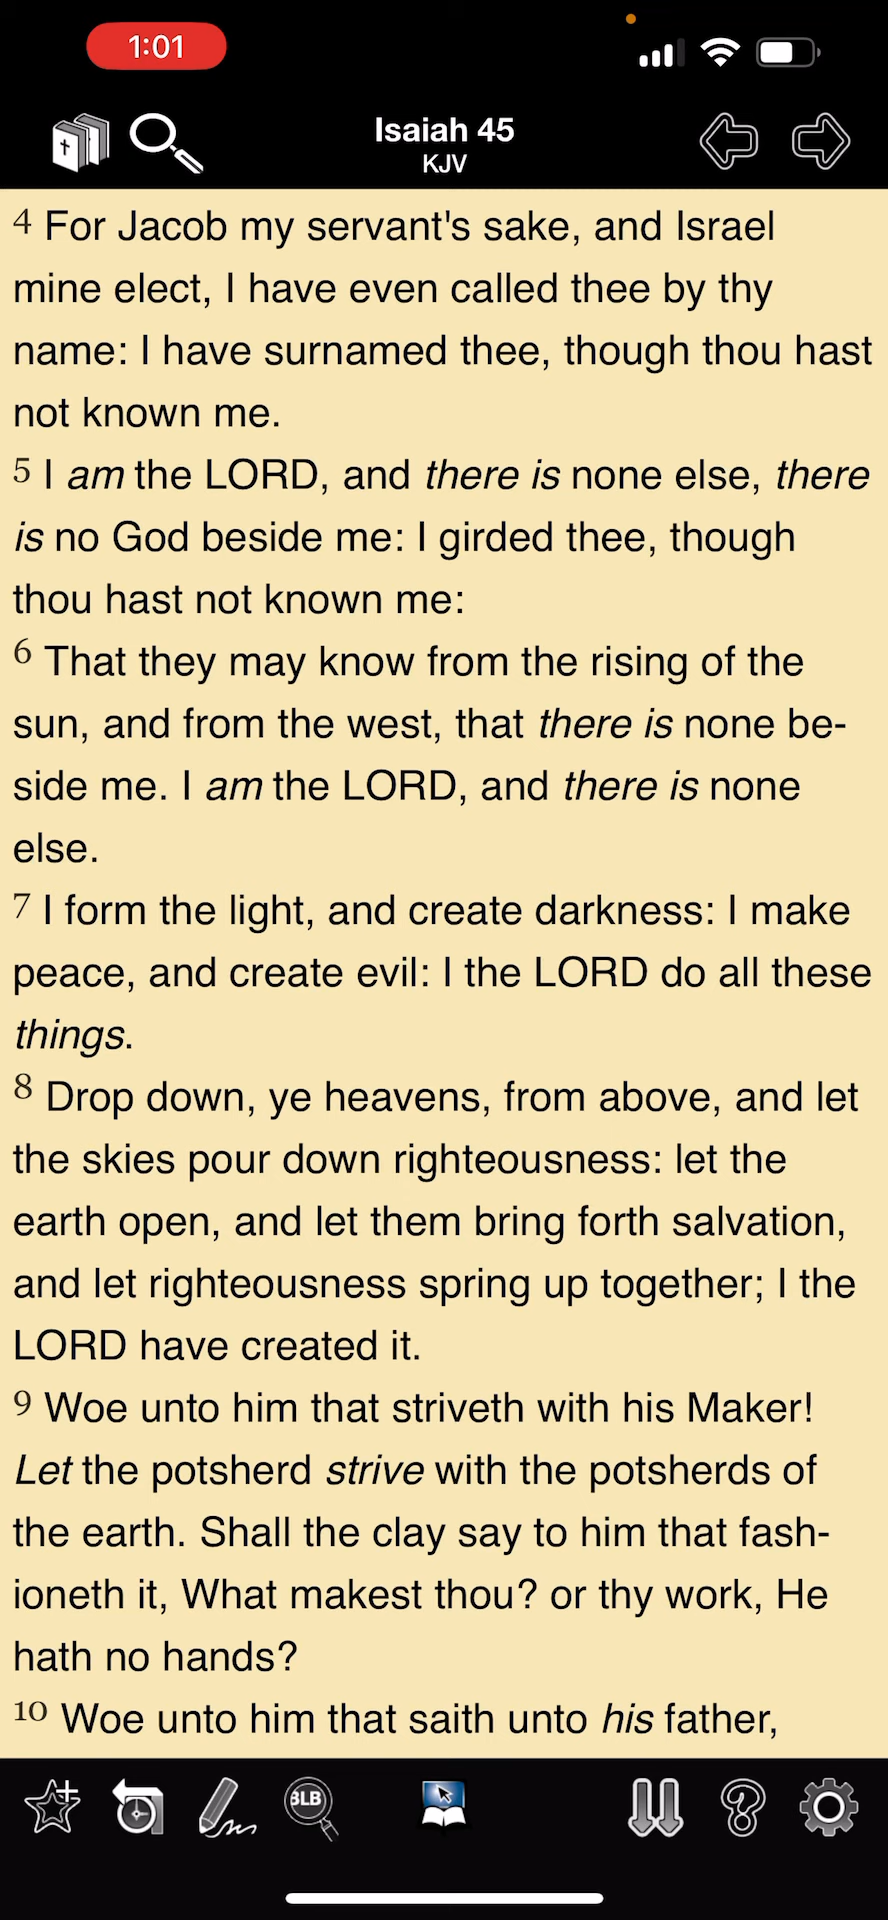 1:01
Isaiah 45
KJV
4 For Jacob my servant's sake, and Israel
mine elect, I have even called thee by thy
name: I have surnamed thee, though thou hast
not known me.
5 I am the LORD, and there is none else, there
is no God beside me: I girded thee, though
thou hast not known me:
6 That they may know from the rising of the
sun, and from the west, that there is none be-
side me. I am the LORD, and there is none
else.
7 I form the light, and create darkness: I make
peace, and create evil: I the LORD do all these
things.
8 Drop down, ye heavens, from above, and let
the skies pour down righteousness: let the
earth open, and let them bring forth salvation,
and let righteousness spring up together; I the
LORD have created it.
9 Woe unto him that striveth with his Maker!
Let the potsherd strive with the potsherds of
the earth. Shall the clay say to him that fash-
ioneth it, What makest thou? or thy work, He
hath no hands?
10 Woe unto him that saith unto his father,
BLB